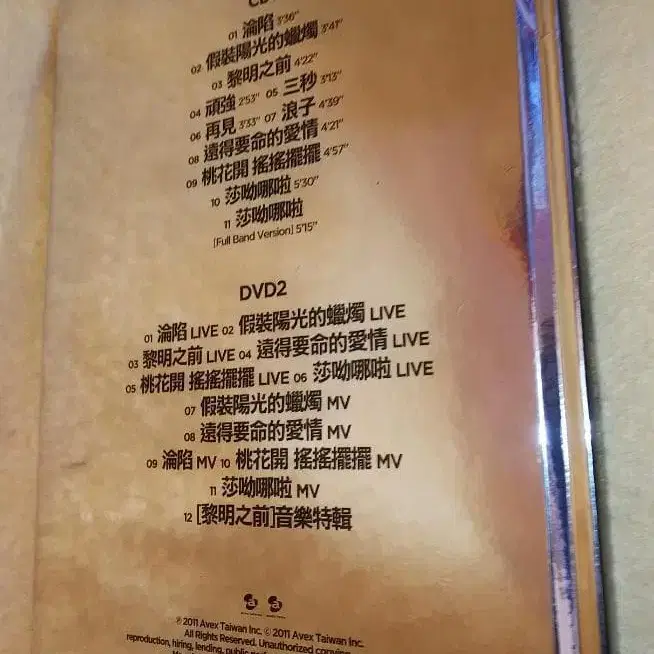 CD
01 淪陷 3'36"
02 假裝陽光的蠟燭 3'41"
03 黎明之前 4'22"
04 頑強 2'53" 05 三秒 3'13"
06 再見 3'33" 07 浪子 4'39"
08 遠得要命的愛情 4'21"
09 桃花開 搖搖擺擺 4'57"
10 莎呦哪啦 5'30"
11 莎呦哪啦
[Full Band Version] 5'15"
DVD2
01 淪陷 LIVE 02 假裝陽光的蠟燭 LIVE
03 黎明之前 LIVE 04 遠得要命的愛情 LIVE
05 桃花開 搖搖擺擺 LIVE 06 莎呦哪啦 LIVE
07 假裝陽光的蠟燭 MV
08 遠得要命的愛情 MV
09 淪陷 MV 10 桃花開 搖搖擺擺 MV
11 莎呦哪啦 MV
12 [黎明之前]音樂特輯
℗ 2011 Avex Taiwan Inc. © 2011 Avex Taiwan Inc.
All Rights Reserved. Unauthorized copying,
reproduction, hiring, lending, public